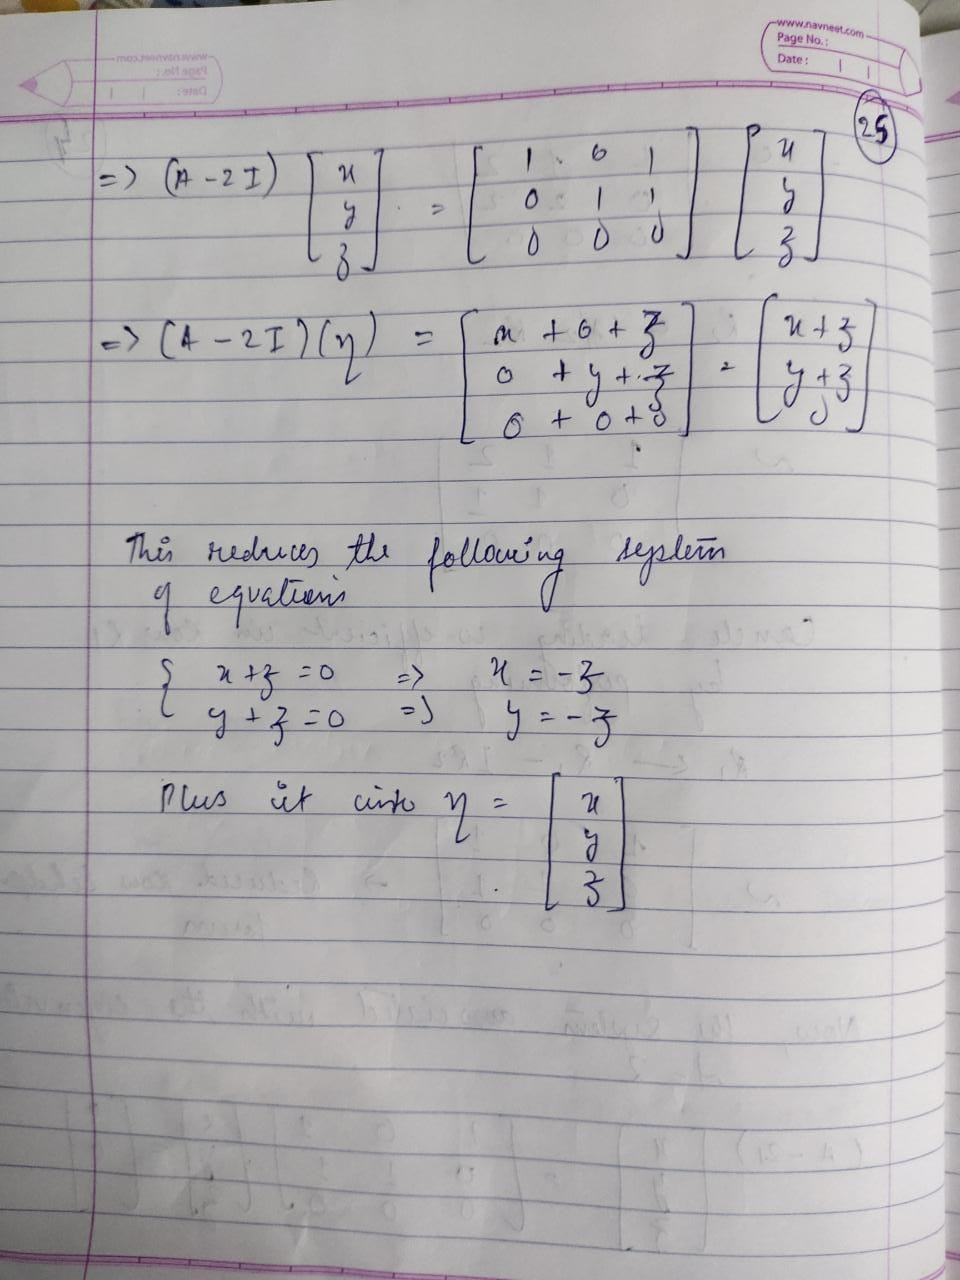 www.navneet.com
Page No.:
Date:
25
=> (A - 2I) [x y z] = [1 0 1 0 1 1 0 0 0] [x y z]
=> (A - 2I)(η) = [x + 0 + z 0 + y + z 0 + 0 + 0] = [x + z y + z 0]
This reduces the following system
of equations
{ x + z = 0 => x = -z
y + z = 0 => y = -z
Plus it into η = [x y z]